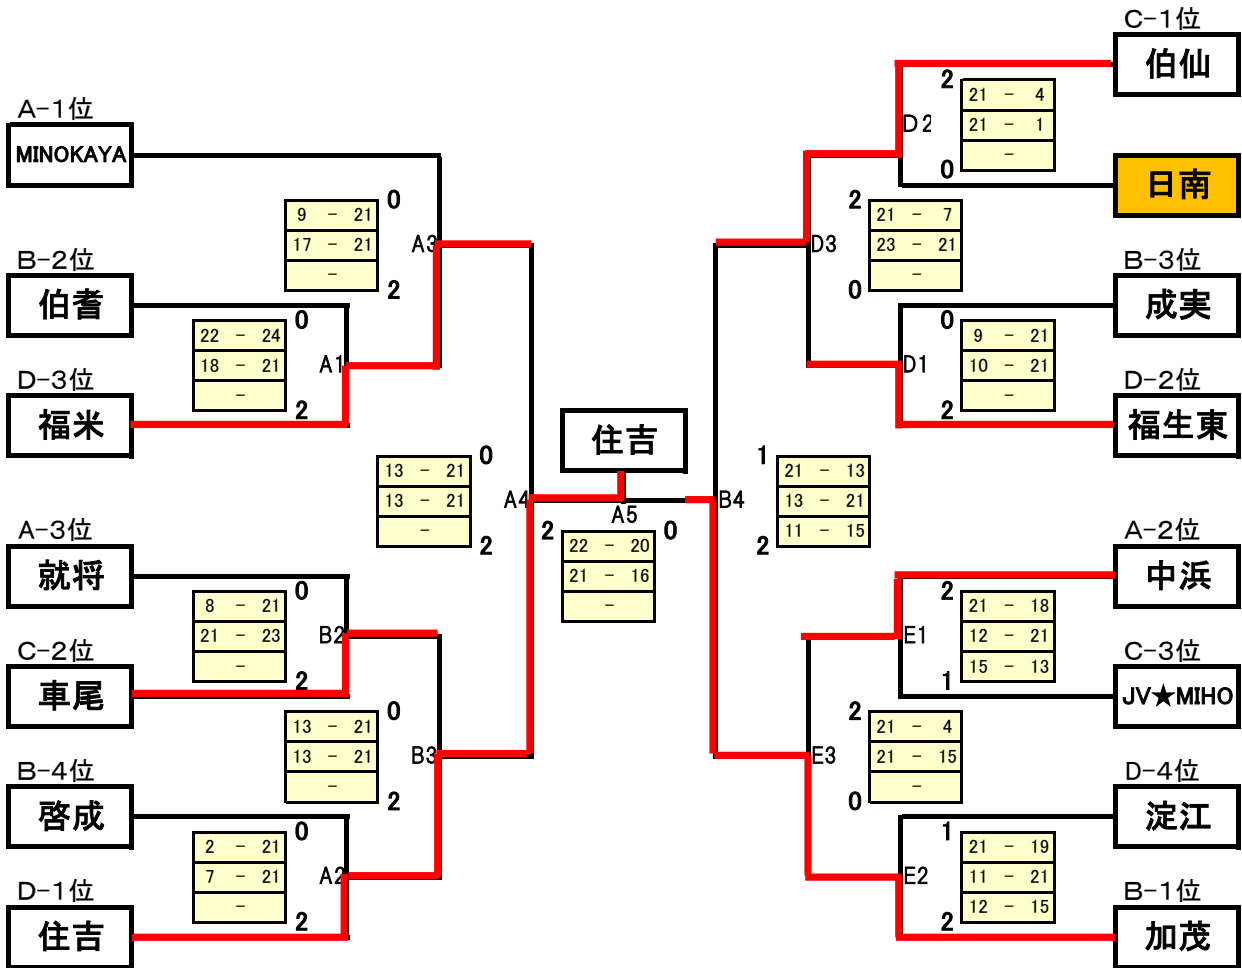 A-1位
MINOKAYA
B-2位
伯耆
D-3位
福米
A-3位
就将
C-2位
車尾
B-4位
啓成
D-1位
住吉
0
9 - 21
17 - 21
-
A3
2
0
22 - 24
18 - 21
-
A1
2
0
13 - 21
13 - 21
-
A4
2
0
8 - 21
21 - 23
-
B2
2
0
13 - 21
13 - 21
-
B3
2
0
2 - 21
7 - 21
-
A2
2
住吉
A5
2
0
22 - 20
21 - 16
-
C-1位
伯仙
2
21 - 4
21 - 1
-
D2
0
日南
2
21 - 7
23 - 21
-
D3
0
B-3位
成実
0
9 - 21
10 - 21
-
D1
2
D-2位
福生東
1
21 - 13
13 - 21
11 - 15
B4
2
A-2位
中浜
2
21 - 18
12 - 21
15 - 13
E1
1
C-3位
JV★MIHO
2
21 - 4
21 - 15
-
E3
0
D-4位
淀江
1
21 - 19
11 - 21
12 - 15
E2
2
B-1位
加茂